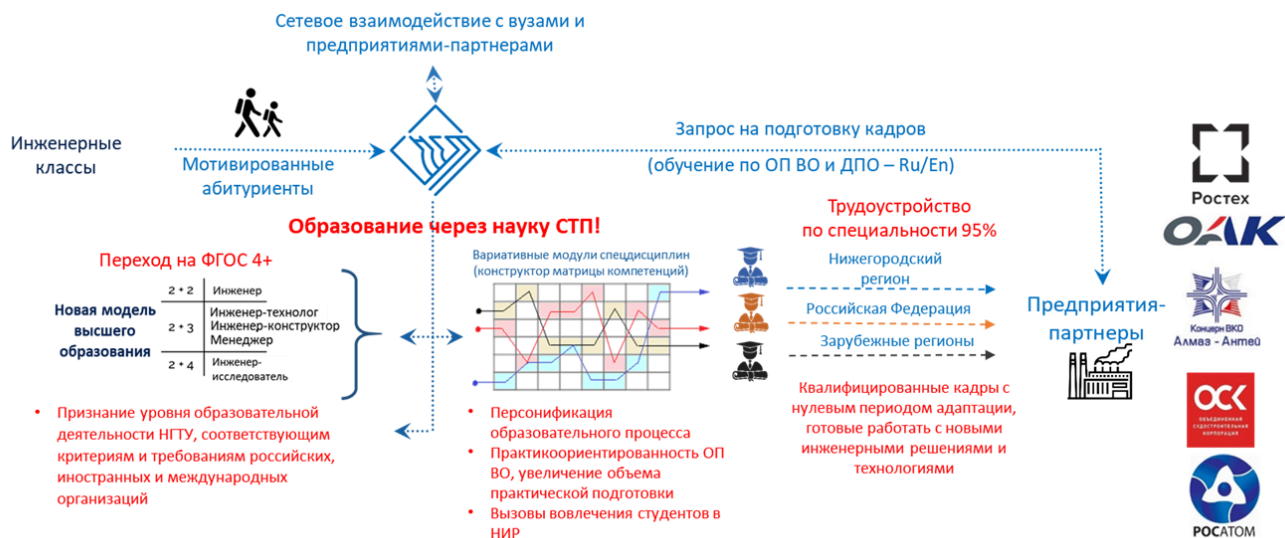 Сетевое взаимодействие с вузами и
предприятиями-партнерами
Инженерные
классы
Мотивированные
абитуриенты
Запрос на подготовку кадров
(обучение по ОП ВО и ДПО – Ru/En)
Образование через науку СТП!
Переход на ФГОС 4+
Новая модель
высшего
образования
2 + 2 Инженер
2 + 3 Инженер-технолог
Инженер-конструктор
Менеджер
2 + 4 Инженер-
исследователь
• Признание уровня образовательной
деятельности НГТУ, соответствующим
критериям и требованиям российских,
иностранных и международных
организаций
Вариативные модули спецдисциплин
(конструктор матрицы компетенций)
• Персонификация
образовательного процесса
• Практикоориентированность ОП
ВО, увеличение объема
практической подготовки
• Вызовы вовлечения студентов в
НИР
Трудоустройство
по специальности 95%
Нижегородский
регион
Российская Федерация
Зарубежные регионы
Квалифицированные кадры с
нулевым периодом адаптации,
готовые работать с новыми
инженерными решениями и
технологиями
Предприятия-
партнеры
Ростех
ОАК
Концерн ВКО
Алмаз - Антей
ОСК
ОБЪЕДИНЕННАЯ
СУДОСТРОИТЕЛЬНАЯ
КОРПОРАЦИЯ
РОСАТОМ